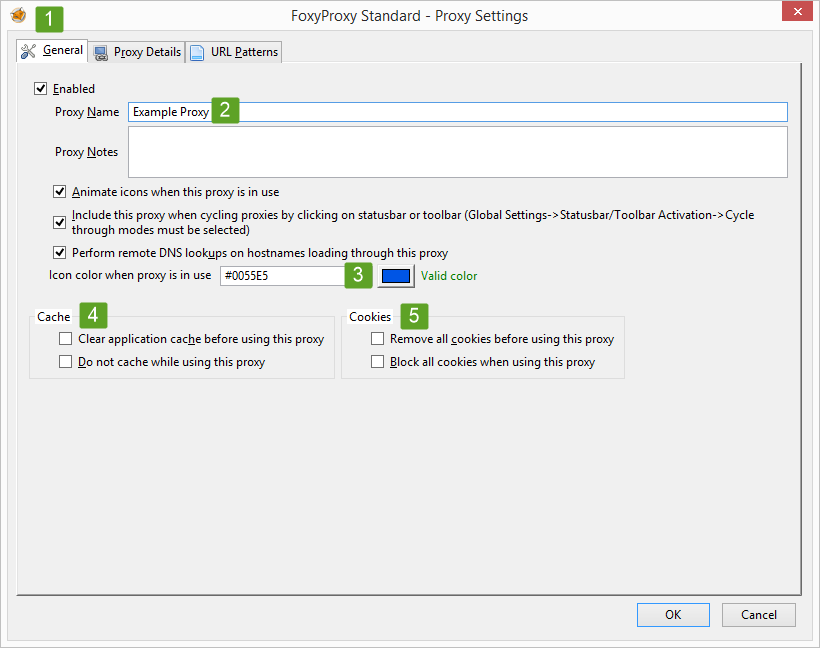 FoxyProxy Standard - Proxy Settings
1
General Proxy Details URL Patterns
Enabled
Proxy Name Example Proxy 2
Proxy Notes
Animate icons when this proxy is in use
Include this proxy when cycling proxies by clicking on statusbar or toolbar (Global Settings->Statusbar/Toolbar Activation->Cycle
through modes must be selected)
Perform remote DNS lookups on hostnames loading through this proxy
Icon color when proxy is in use #0055E5 3 Valid color
Cache 4
Clear application cache before using this proxy
Do not cache while using this proxy
Cookies 5
Remove all cookies before using this proxy
Block all cookies when using this proxy
OK Cancel